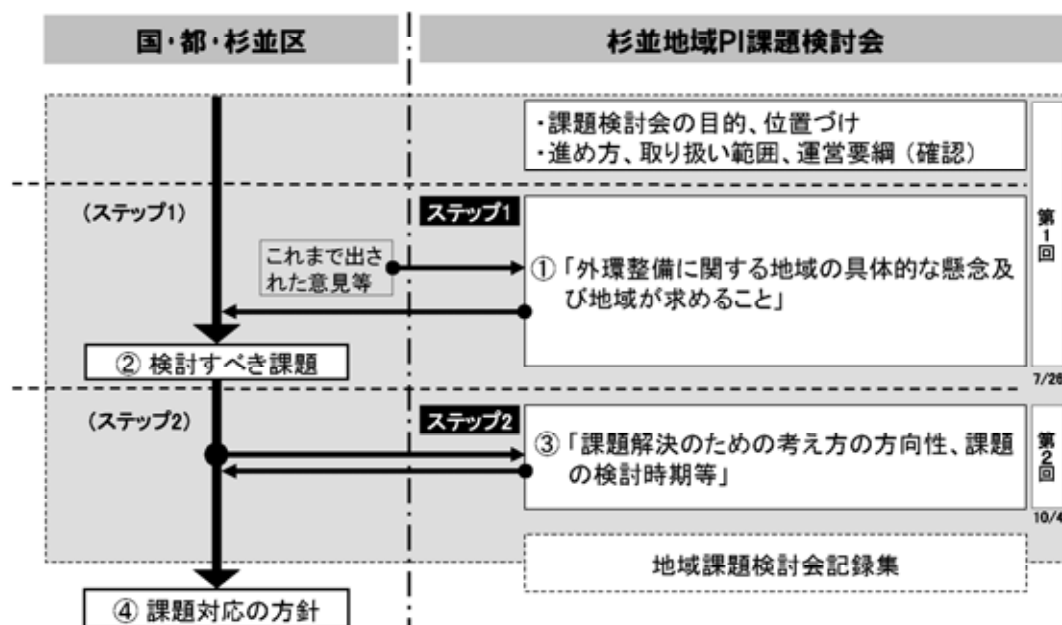 国・都・杉並区
杉並地域PI課題検討会
・課題検討会の目的、位置づけ
・進め方、取り扱い範囲、運営要綱（確認）
第1回
（ステップ1）
ステップ1
これまで出さ
れた意見等
①「外環整備に関する地域の具体的な懸念及
び地域が求めること」
② 検討すべき課題
7/26
（ステップ2）
ステップ2
③「課題解決のための考え方の方向性、課題
の検討時期等」
第2回
10/4
地域課題検討会記録集
④ 課題対応の方針